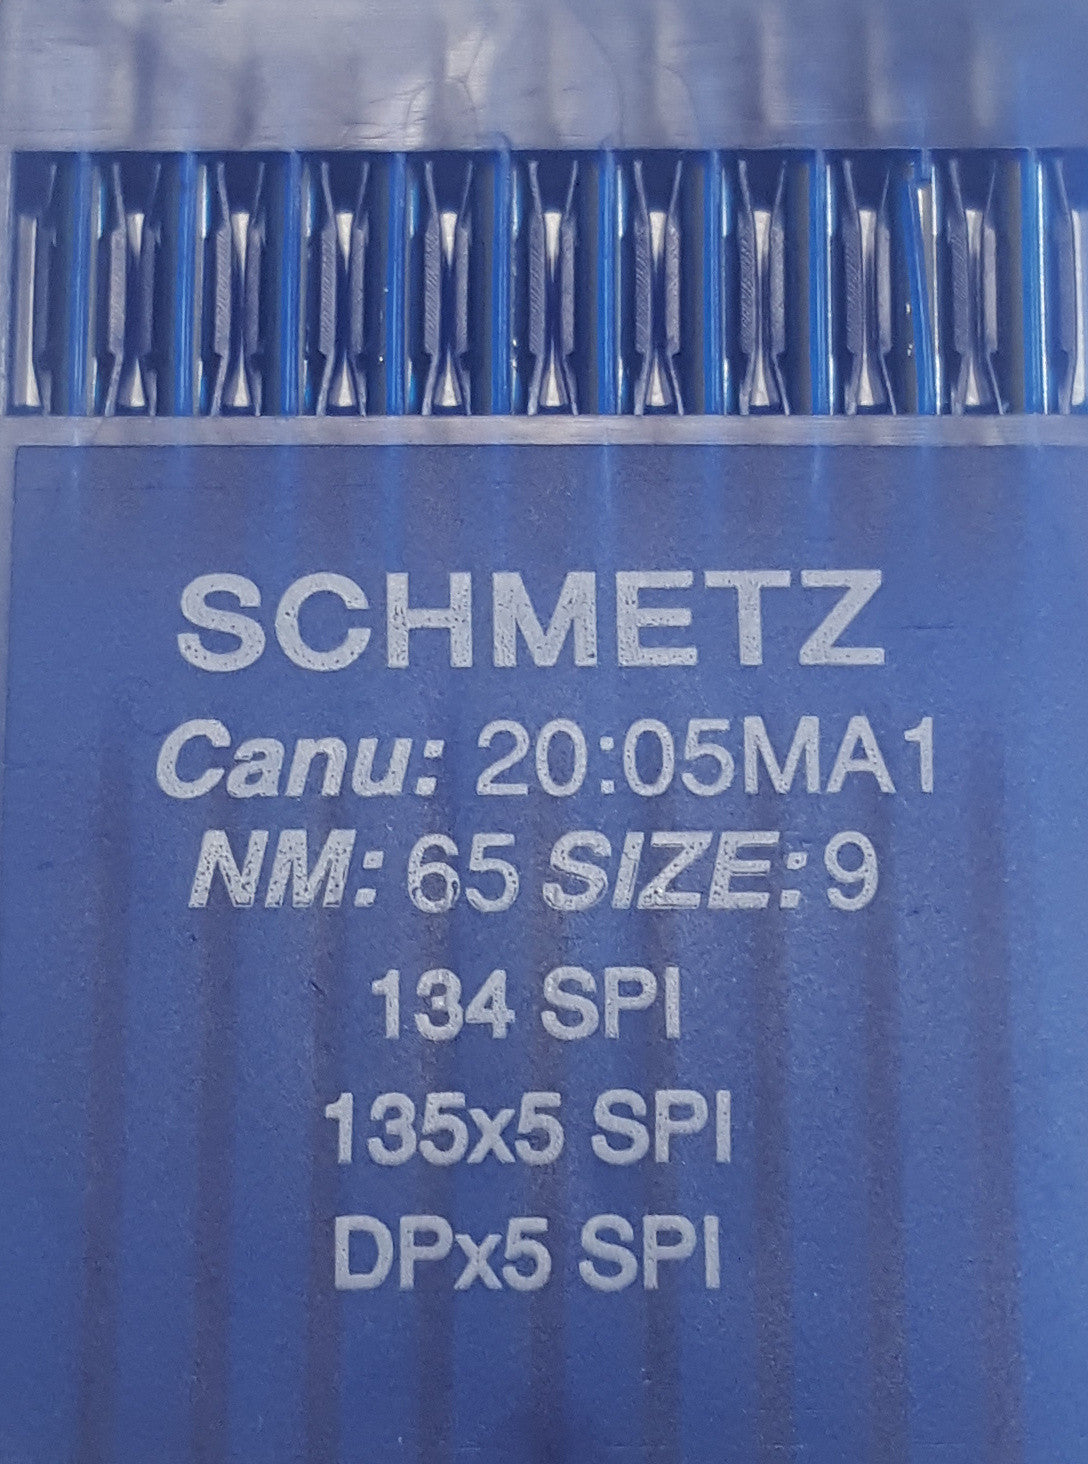 SCHMETZ
Canu: 20:05MA1
NM: 65 SIZE: 9
134 SPI
135x5 SPI
DPx5 SPI